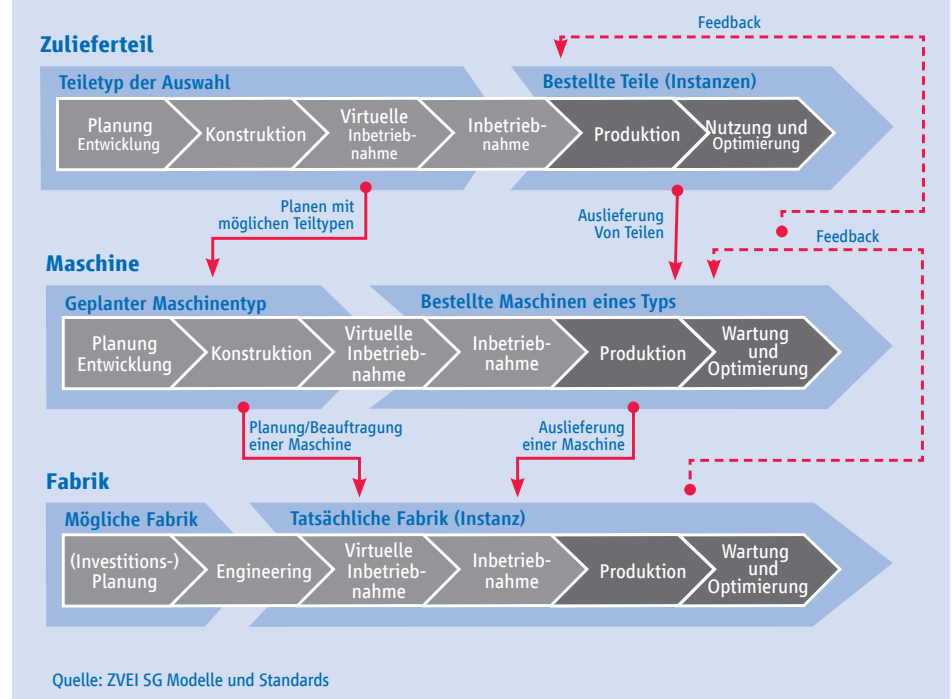 Feedback
Zulieferteil
Teiletyp der Auswahl
Bestellte Teile (Instanzen)
Planung
Entwicklung
Konstruktion
Virtuelle
Inbetrieb-
nahme
Inbetrieb-
nahme
Produktion
Nutzung und
Optimierung
Planen mit
möglichen Teiltypen
Auslieferung
Von Teilen
Feedback
Maschine
Geplanter Maschinentyp
Bestellte Maschinen eines Typs
Planung
Entwicklung
Konstruktion
Virtuelle
Inbetrieb-
nahme
Inbetrieb-
nahme
Produktion
Wartung
und
Optimierung
Planung/Beauftragung
einer Maschine
Auslieferung
einer Maschine
Fabrik
Mögliche Fabrik
Tatsächliche Fabrik (Instanz)
(Investitions-)
Planung
Engineering
Virtuelle
Inbetrieb-
nahme
Inbetrieb-
nahme
Produktion
Wartung
und
Optimierung
Quelle: ZVEI SG Modelle und Standards